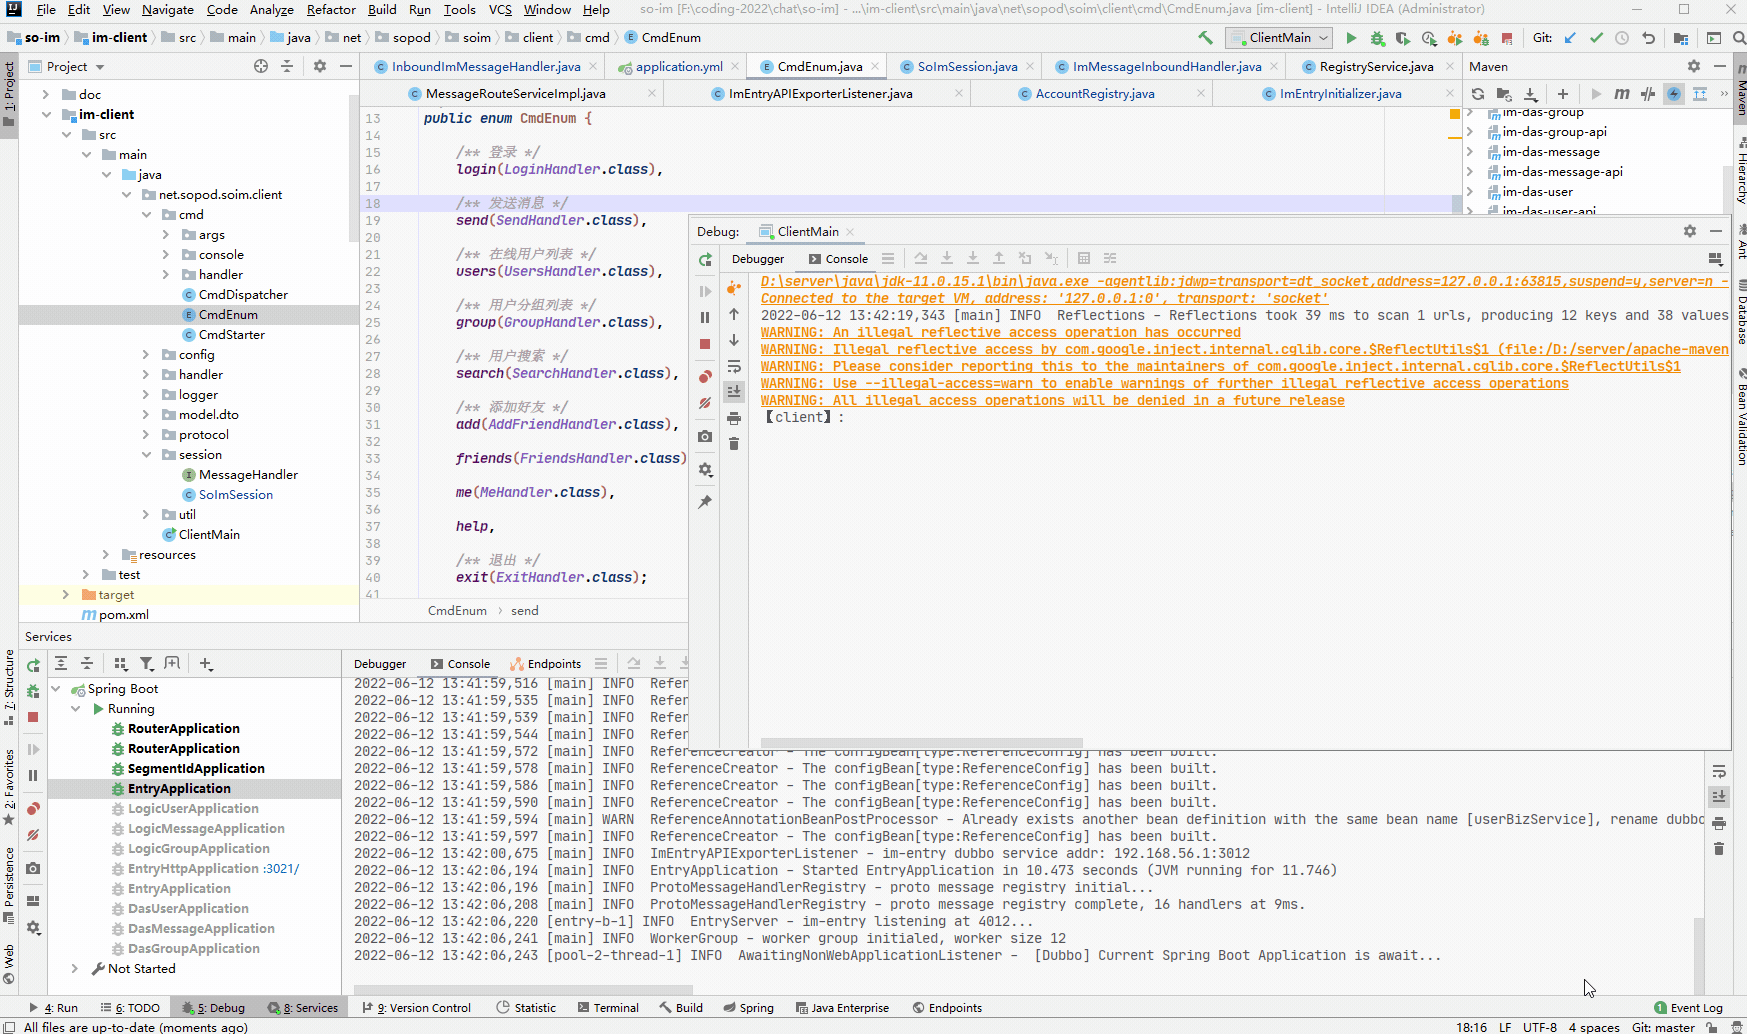 File Edit View Navigate Code Analyze Refactor Build Run Tools VCS Window Help so-im [F:\coding-2022\chat\so-im] - ...\im-client\src\main\java\net\sopod\soim\client\cmd\CmdEnum.java [im-client] - IntelliJ IDEA (Administrator)
so-im im-client src main java net sopod soim client cmd CmdEnum ClientMain Git:
Project InboundImMessageHandler.java application.yml CmdEnum.java SoImSession.java ImMessageInboundHandler.java RegistryService.java Maven
MessageRouteServiceImpl.java ImEntryAPIExporterListener.java AccountRegistry.java ImEntryInitializer.java
1: Project
doc
im-client
src
main
java
net.sopod.soim.client
cmd
args
console
handler
CmdDispatcher
CmdEnum
CmdStarter
config
handler
logger
model.dto
protocol
session
MessageHandler
SoImSession
util
ClientMain
resources
test
target
pom.xml
13 public enum CmdEnum {
14
15 /** 登录 */
16 login(LoginHandler.class),
17
18 /** 发送消息 */
19 send(SendHandler.class),
20
21 /** 在线用户列表 */
22 users(UsersHandler.class),
23
24 /** 用户分组列表 */
25 group(GroupHandler.class),
26
27 /** 用户搜索 */
28 search(SearchHandler.class),
29
30 /** 添加好友 */
31 add(AddFriendHandler.class),
32
33 friends(FriendsHandler.class)
34
35 me(MeHandler.class),
36
37 help,
38
39 /** 退出 */
40 exit(ExitHandler.class);
41
CmdEnum send
im-das-group
im-das-group-api
im-das-message
im-das-message-api
im-das-user
im-das-user-api
Maven
Hierarchy
Ant
Database
Bean Validation
Debug: ClientMain
Debugger Console
D:\server\java\jdk-11.0.15.1\bin\java.exe -agentlib:jdwp=transport=dt_socket,address=127.0.0.1:63815,suspend=y,server=n -
Connected to the target VM, address: '127.0.0.1:0', transport: 'socket'
2022-06-12 13:42:19,343 [main] INFO Reflections - Reflections took 39 ms to scan 1 urls, producing 12 keys and 38 values
WARNING: An illegal reflective access operation has occurred
WARNING: Illegal reflective access by com.google.inject.internal.cglib.core.$ReflectUtils$1 (file:/D:/server/apache-maven
WARNING: Please consider reporting this to the maintainers of com.google.inject.internal.cglib.core.$ReflectUtils$1
WARNING: Use --illegal-access=warn to enable warnings of further illegal reflective access operations
WARNING: All illegal access operations will be denied in a future release
【client】:
Services
7: Structure
2: Favorites
Persistence
Web
Spring Boot
Running
RouterApplication
RouterApplication
SegmentIdApplication
EntryApplication
LogicUserApplication
LogicMessageApplication
LogicGroupApplication
EntryHttpApplication :3021/
EntryApplication
DasUserApplication
DasMessageApplication
DasGroupApplication
Not Started
Debugger Console Endpoints
2022-06-12 13:41:59,516 [main] INFO Refer
2022-06-12 13:41:59,535 [main] INFO Refer
2022-06-12 13:41:59,539 [main] INFO Refer
2022-06-12 13:41:59,544 [main] INFO Refer
2022-06-12 13:41:59,572 [main] INFO ReferenceCreator - The configBean[type:ReferenceConfig] has been built.
2022-06-12 13:41:59,578 [main] INFO ReferenceCreator - The configBean[type:ReferenceConfig] has been built.
2022-06-12 13:41:59,586 [main] INFO ReferenceCreator - The configBean[type:ReferenceConfig] has been built.
2022-06-12 13:41:59,590 [main] INFO ReferenceCreator - The configBean[type:ReferenceConfig] has been built.
2022-06-12 13:41:59,594 [main] WARN ReferenceAnnotationBeanPostProcessor - Already exists another bean definition with the same bean name [userBizService], rename dubbo
2022-06-12 13:41:59,597 [main] INFO ReferenceCreator - The configBean[type:ReferenceConfig] has been built.
2022-06-12 13:42:00,675 [main] INFO ImEntryAPIExporterListener - im-entry dubbo service addr: 192.168.56.1:3012
2022-06-12 13:42:06,194 [main] INFO EntryApplication - Started EntryApplication in 10.473 seconds (JVM running for 11.746)
2022-06-12 13:42:06,196 [main] INFO ProtoMessageHandlerRegistry - proto message registry initial...
2022-06-12 13:42:06,208 [main] INFO ProtoMessageHandlerRegistry - proto message registry complete, 16 handlers at 9ms.
2022-06-12 13:42:06,220 [entry-b-1] INFO EntryServer - im-entry listening at 4012...
2022-06-12 13:42:06,241 [main] INFO WorkerGroup - worker group initialed, worker size 12
2022-06-12 13:42:06,243 [pool-2-thread-1] INFO AwaitingNonWebApplicationListener - [Dubbo] Current Spring Boot Application is await...
4: Run 6: TODO 5: Debug 8: Services 9: Version Control Statistic Terminal Build Spring Java Enterprise Endpoints 1 Event Log
All files are up-to-date (moments ago) 18:16 LF UTF-8 4 spaces Git: master